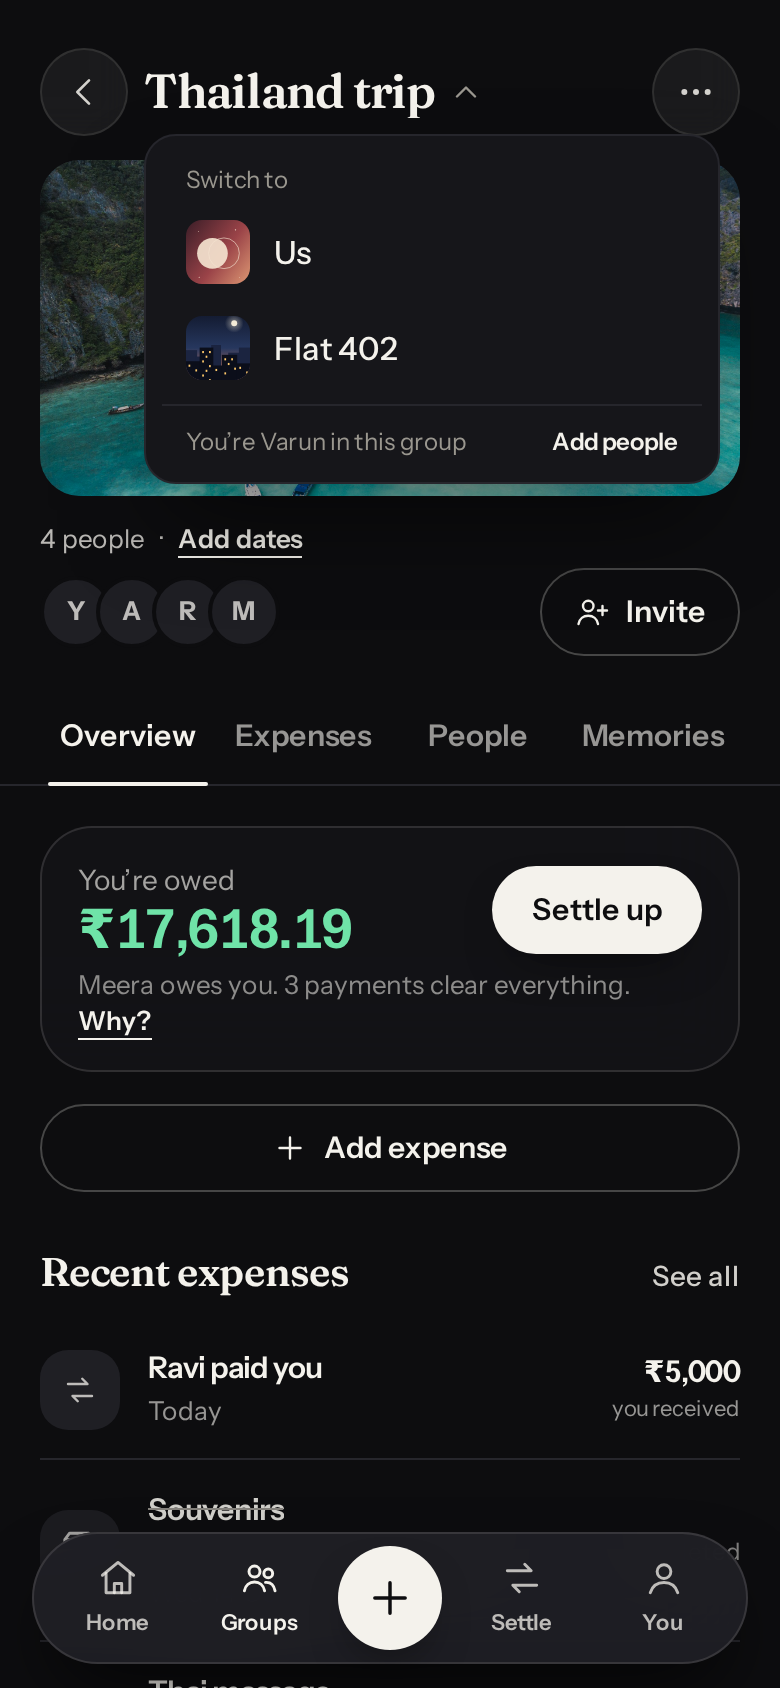 Thailand trip
Switch to
Us
Flat 402
You're Varun in this group
Add people
4 people · Add dates
Y A R M
Invite
Overview Expenses People Memories
You're owed
₹17,618.19
Settle up
Meera owes you. 3 payments clear everything.
Why?
Add expense
Recent expenses
See all
Ravi paid you
₹5,000
Today
you received
Souvenirs
Home Groups Settle You